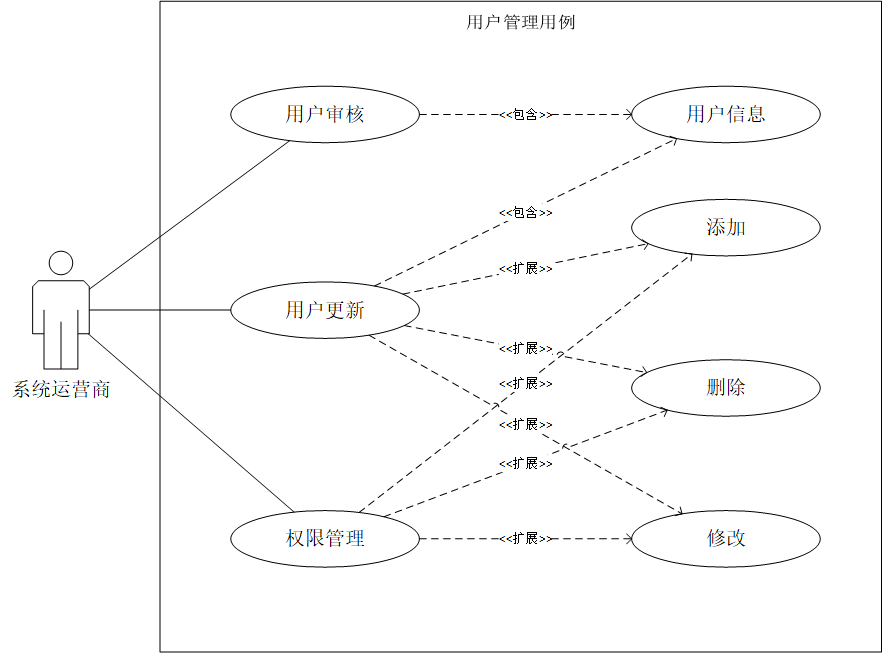 用户管理用例
用户审核
<<包含>>
用户信息
<<包含>>
添加
<<扩展>>
用户更新
<<扩展>>
系统运营商
<<扩展>>
删除
<<扩展>>
<<扩展>>
权限管理
<<扩展>>
修改